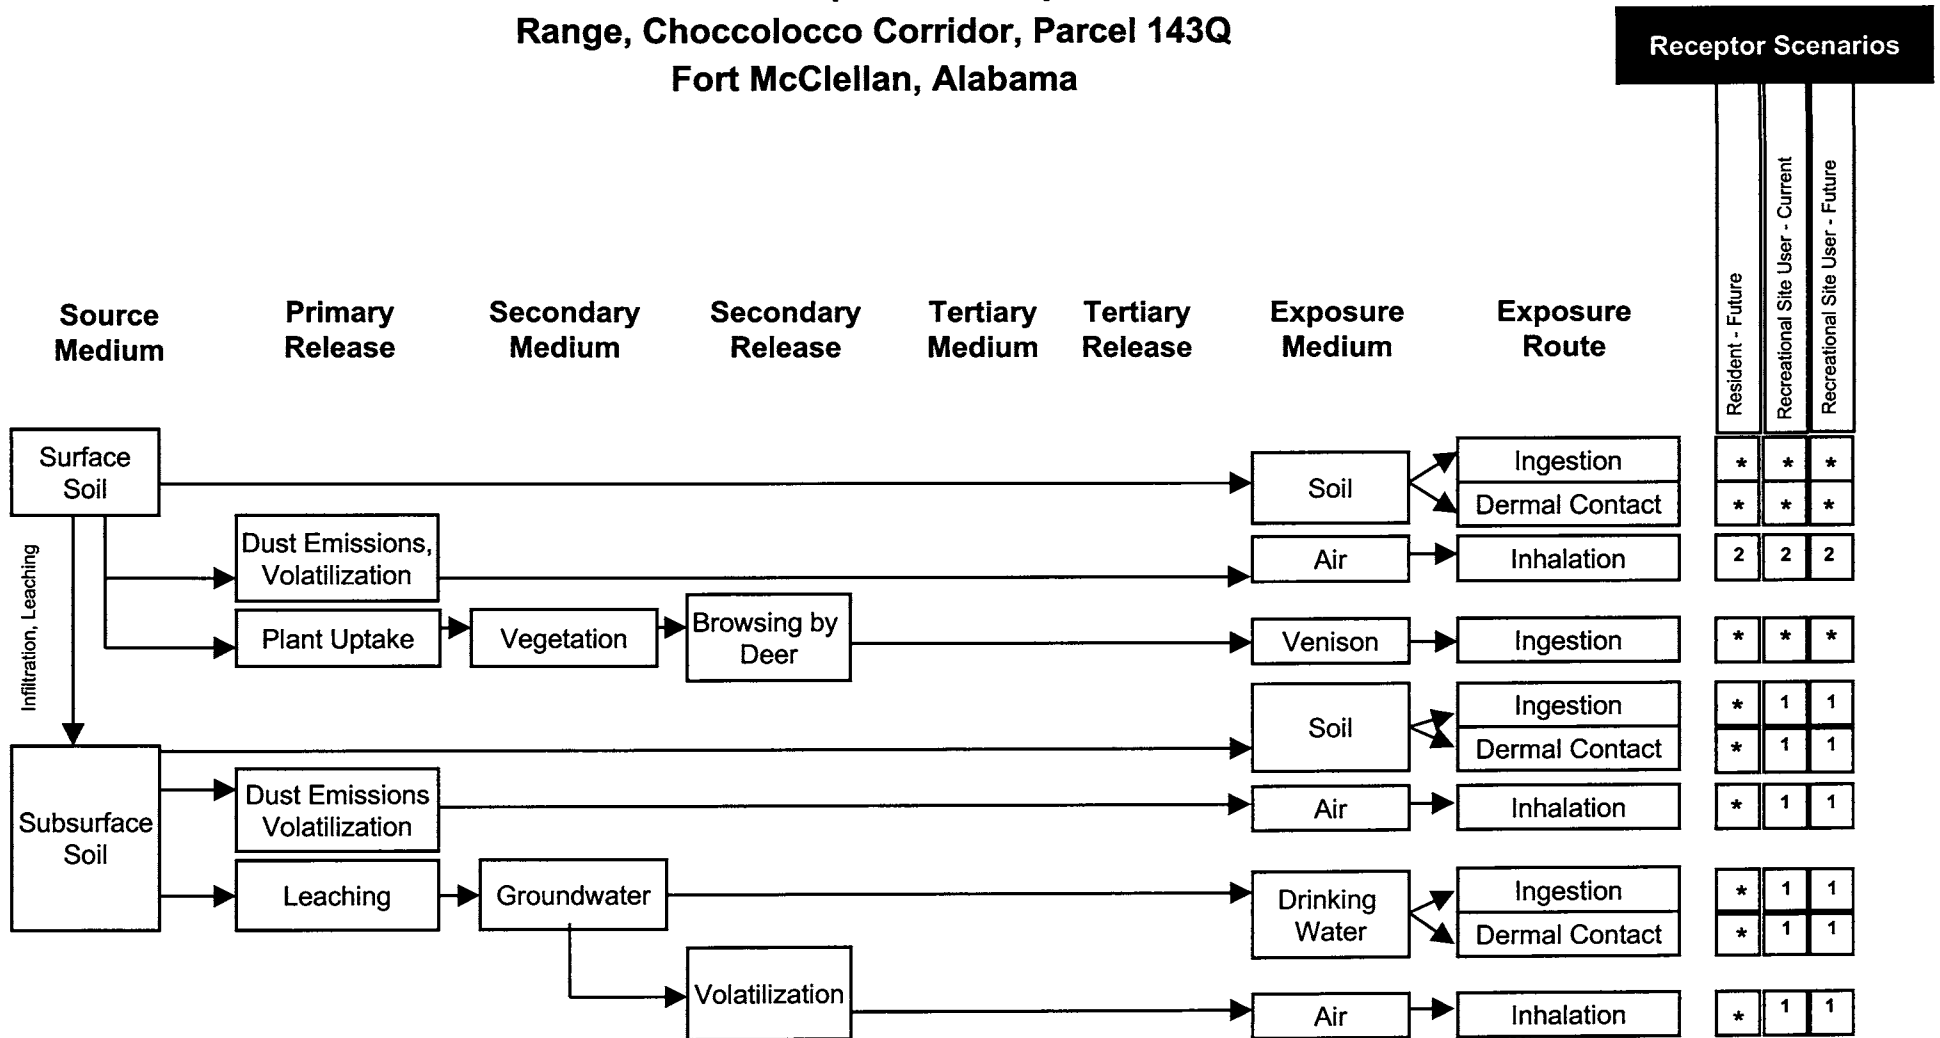 Range, Choccolocco Corridor, Parcel 143Q
Fort McClellan, Alabama
Receptor Scenarios
Resident - Future
Recreational Site User - Current
Recreational Site User - Future
Source
Medium
Primary
Release
Secondary
Medium
Secondary
Release
Tertiary
Medium
Tertiary
Release
Exposure
Medium
Exposure
Route
Surface
Soil
Soil
Ingestion
* * *
Dermal Contact
* * *
Infiltration, Leaching
Dust Emissions,
Volatilization
Air
Inhalation
2 2 2
Plant Uptake
Vegetation
Browsing by
Deer
Venison
Ingestion
* * *
Subsurface
Soil
Soil
Ingestion
* 1 1
Dermal Contact
* 1 1
Dust Emissions
Volatilization
Air
Inhalation
* 1 1
Leaching
Groundwater
Drinking
Water
Ingestion
* 1 1
Dermal Contact
* 1 1
Volatilization
Air
Inhalation
* 1 1